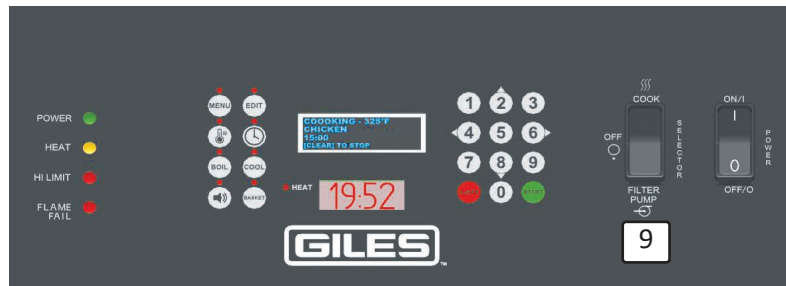 POWER
HEAT
HI LIMIT
FLAME
FAIL
MENU
EDIT
BOIL
COOL
BASKET
COOOKING - 325°F
CHICKEN
15:00
[CLEAR] TO STOP
HEAT
19:52
GILES™
1 2 3
4 5 6
7 8 9
0 START
COOK
OFF
SELECTOR
FILTER
PUMP
9
ON/I
I
O
OFF/O
POWER